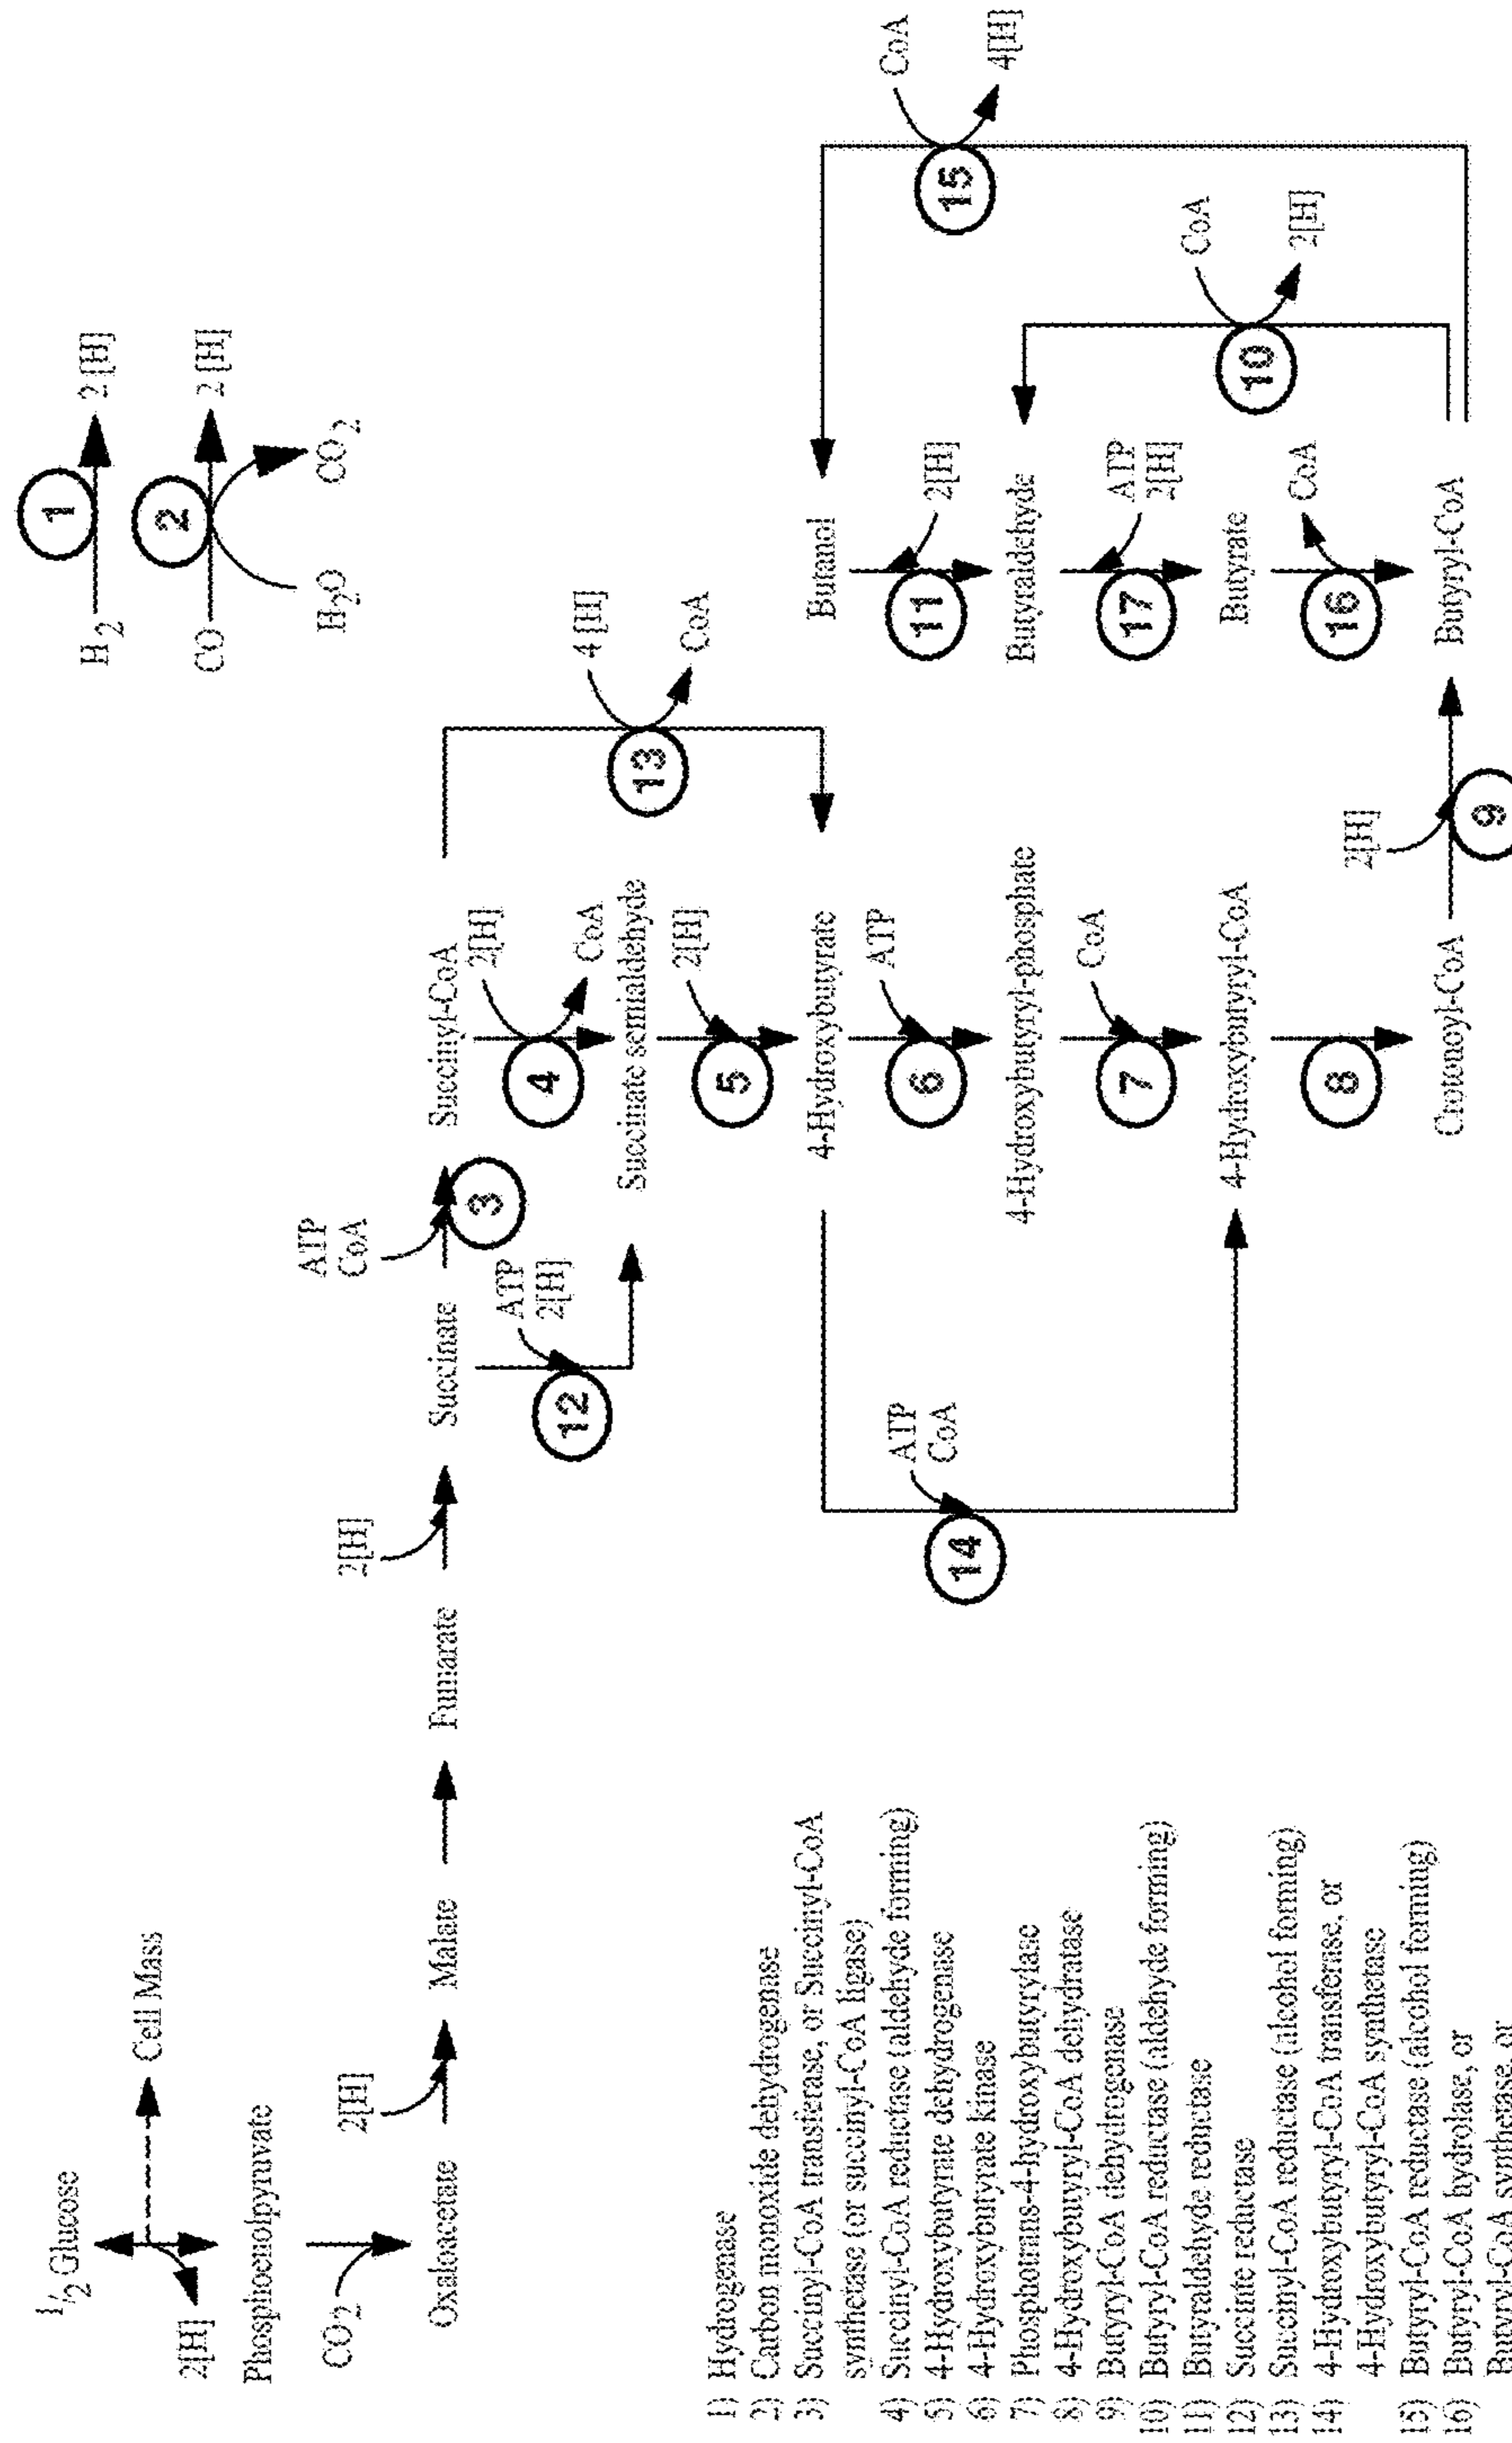 1/2 Glucose
2[H]
Cell Mass
Phosphoenolpyruvate
CO2
Oxaloacetate
2[H]
Malate
Fumarate
2[H]
Succinate
ATP
CoA
3
Succinyl-CoA
12
ATP
2[H]
4
2[H]
CoA
Succinate semialdehyde
5
2[H]
13
4 [H]
CoA
4-Hydroxybutyrate
6
ATP
4-Hydroxybutyryl-phosphate
7
CoA
4-Hydroxybutyryl-CoA
14
ATP
CoA
8
Crotonoyl-CoA
2[H]
9
H2
1
2 [H]
CO
2
2 [H]
H2O
CO2
Butanol
11
2[H]
Butyraldehyde
17
ATP
2[H]
Butyrate
16
CoA
Butyryl-CoA
10
CoA
2[H]
15
CoA
4[H]
1) Hydrogenase
2) Carbon monoxide dehydrogenase
3) Succinyl-CoA transferase, or Succinyl-CoA
synthetase (or succinyl-CoA ligase)
4) Succinyl-CoA reductase (aldehyde forming)
5) 4-Hydroxybutyrate dehydrogenase
6) 4-Hydroxybutyrate kinase
7) Phosphotrans-4-hydroxybutyrylase
8) 4-Hydroxybutyryl-CoA dehydratase
9) Butyryl-CoA dehydrogenase
10) Butyryl-CoA reductase (aldehyde forming)
11) Butyraldehyde reductase
12) Succinte reductase
13) Succinyl-CoA reductase (alcohol forming)
14) 4-Hydroxybutyryl-CoA transferase, or
4-Hydroxybutyryl-CoA synthetase
15) Butyryl-CoA reductase (alcohol forming)
16) Butyryl-CoA hydrolase, or
Butyryl-CoA synthetase, or